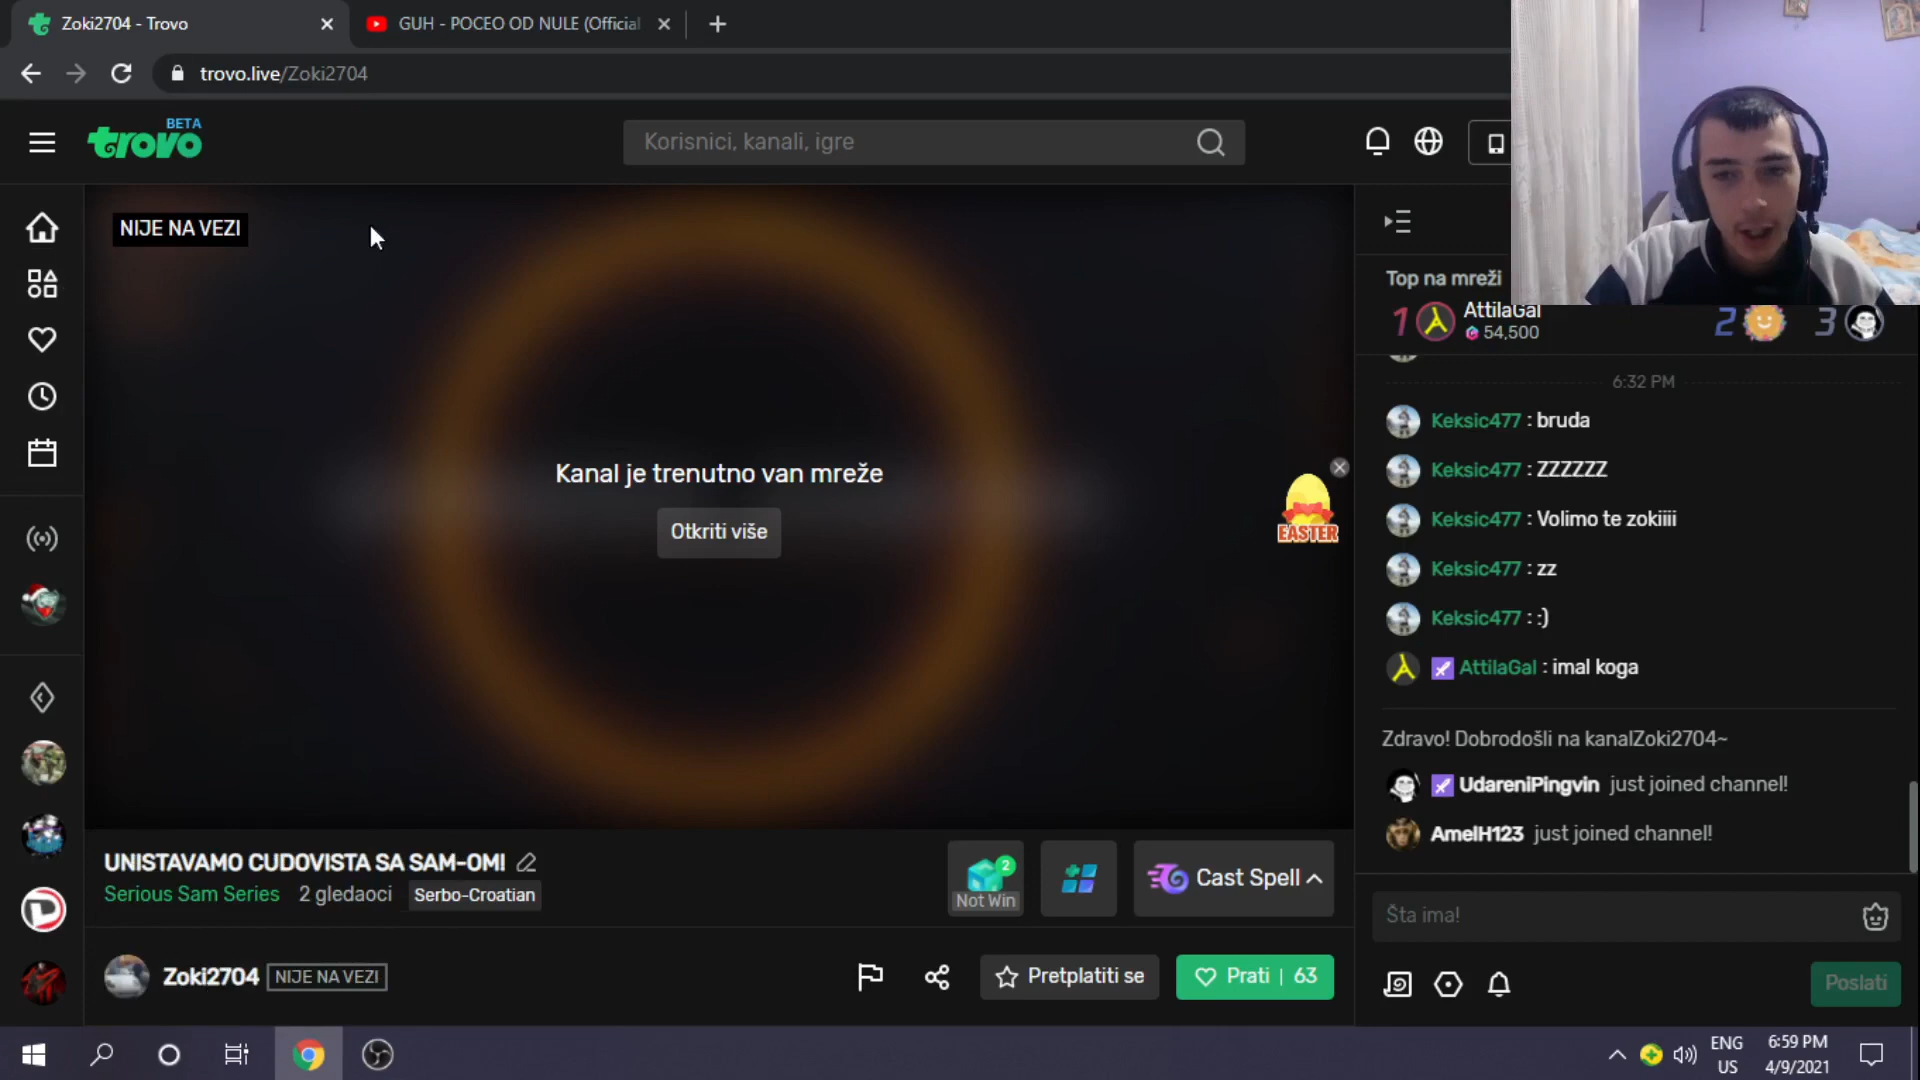 Zoki2704 - Trovo
GUH - POCEO OD NULE (Official
trovo.live/Zoki2704
trovo BETA
Korisnici, kanali, igre
NIJE NA VEZI
Kanal je trenutno van mreže
Otkriti više
EASTER
Top na mreži
1 AttilaGal 2 3
54,500
6:32 PM
Keksic477 : bruda
Keksic477 : ZZZZZZ
Keksic477 : Volimo te zokiiii
Keksic477 : zz
Keksic477 : :)
AttilaGal : imal koga
Zdravo! Dobrodošli na kanalZoki2704~
UdareniPingvin just joined channel!
AmelH123 just joined channel!
UNISTAVAMO CUDOVISTA SA SAM-OM!
Serious Sam Series 2 gledaoci Serbo-Croatian
2
Not Win
Cast Spell
Šta ima!
Zoki2704 NIJE NA VEZI
Pretplatiti se
Prati | 63
Poslati
ENG
US
6:59 PM
4/9/2021